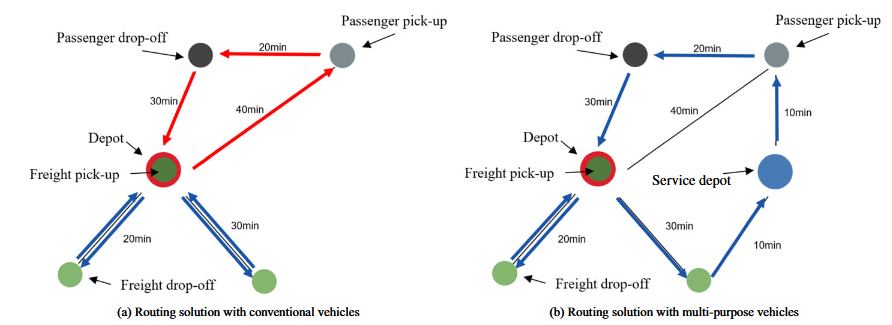 Passenger pick-up
Passenger drop-off
20min
30min
40min
Depot
Freight pick-up
20min
30min
Freight drop-off
(a) Routing solution with conventional vehicles
Passenger pick-up
Passenger drop-off
20min
30min
40min
10min
Depot
Freight pick-up
Service depot
20min
30min
10min
Freight drop-off
(b) Routing solution with multi-purpose vehicles